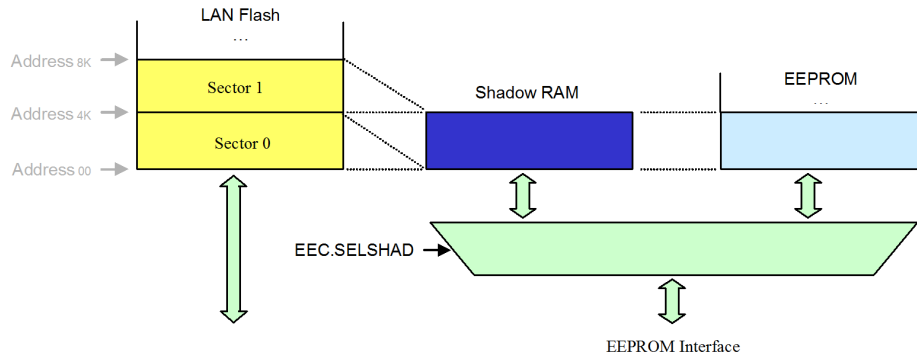 LAN Flash
...
Address 8K
Sector 1
Address 4K
Sector 0
Address 00
Shadow RAM
EEPROM
...
EEC.SELSHAD
EEPROM Interface